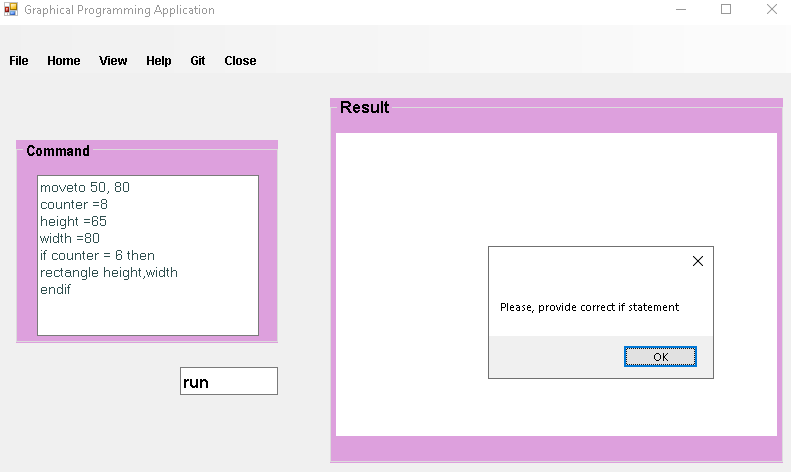 Graphical Programming Application
File Home View Help Git Close
Result
Command
moveto 50, 80
counter =8
height =65
width =80
if counter = 6 then
rectangle height,width
endif
Please, provide correct if statement
OK
run